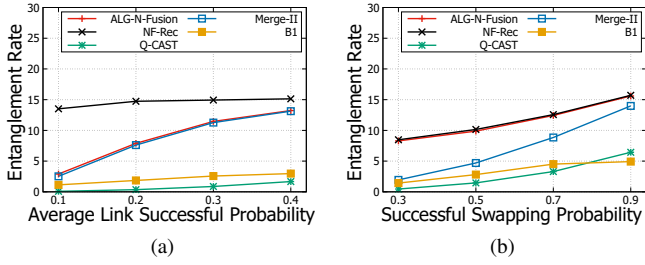 ALG-N-Fusion
Merge-II
NF-Rec
B1
Q-CAST
Entanglement Rate
30
25
20
15
10
5
0
0.1 0.2 0.3 0.4
Average Link Successful Probability
(a)
ALG-N-Fusion
Merge-II
NF-Rec
B1
Q-CAST
Entanglement Rate
30
25
20
15
10
5
0
0.3 0.5 0.7 0.9
Successful Swapping Probability
(b)